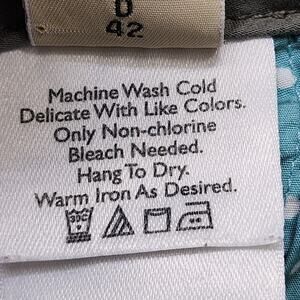 D
42
Machine Wash Cold
Delicate With Like Colors.
Only Non-chlorine
Bleach Needed.
Hang To Dry.
Warm Iron As Desired.
30C